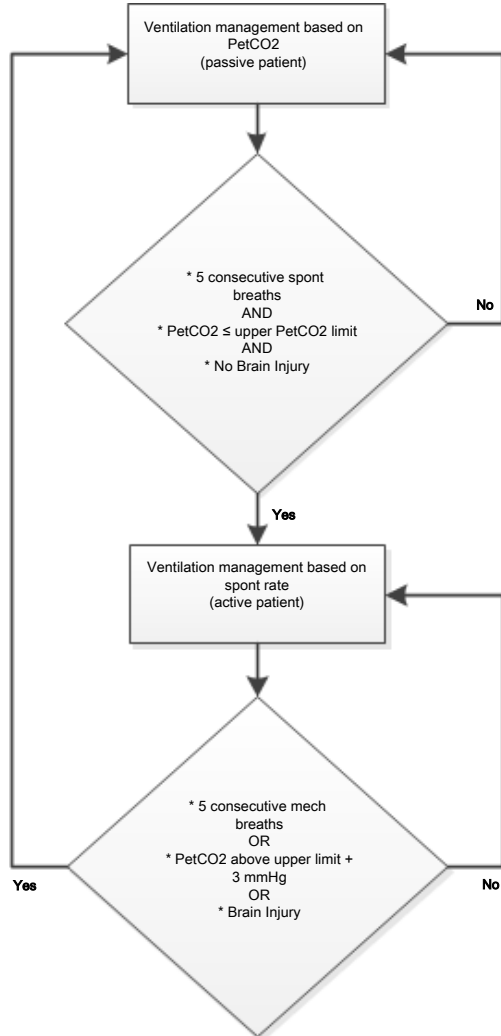 Ventilation management based on
PetCO2
(passive patient)
* 5 consecutive spont
breaths
AND
* PetCO2 ≤ upper PetCO2 limit
AND
* No Brain Injury
No
Yes
Ventilation management based on
spont rate
(active patient)
* 5 consecutive mech
breaths
OR
* PetCO2 above upper limit +
3 mmHg
OR
* Brain Injury
Yes
No